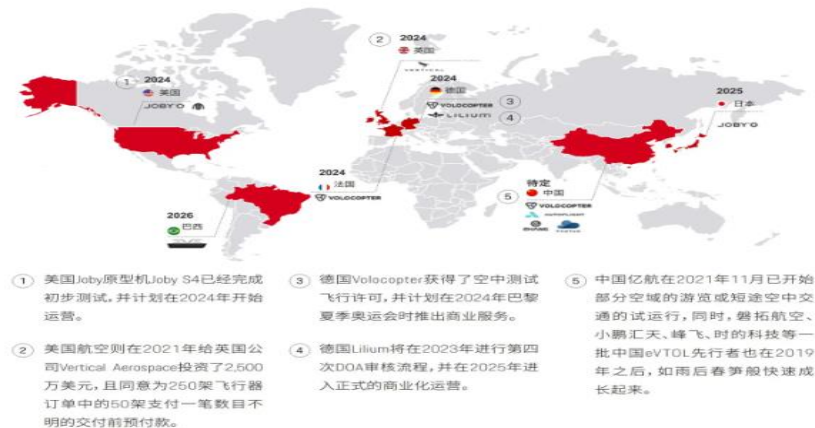 2
2024
英国
VERTICAL
1
2024
美国
JOBY
2024
德国
VOLOCOPTER
3
LILIUM
4
2025
日本
JOBY
2024
法国
VOLOCOPTER
2026
巴西
待定
5
中国
VOLOCOPTER
AUTOFLIGHT
1 美国Joby原型机Joby S4已经完成
初步测试,并计划在2024年开始
运营。
2 美国航空则在2021年给英国公
司Vertical Aerospace投资了2,500
万美元,且同意为250架飞行器
订单中的50架支付一笔数目不
明的交付前预付款。
3 德国Volocopter获得了空中测试
飞行许可,并计划在2024年巴黎
夏季奥运会时推出商业服务。
4 德国Lilium将在2023年进行第四
次DOA审核流程,并在2025年进
入正式的商业化运营。
5 中国亿航在2021年11月已开始
部分空域的游览或短途空中交
通的试运行,同时,磐拓航空、
小鹏汇天、峰飞、时的科技等一
批中国eVTOL先行者也在2019
年之后,如雨后春笋般快速成
长起来。